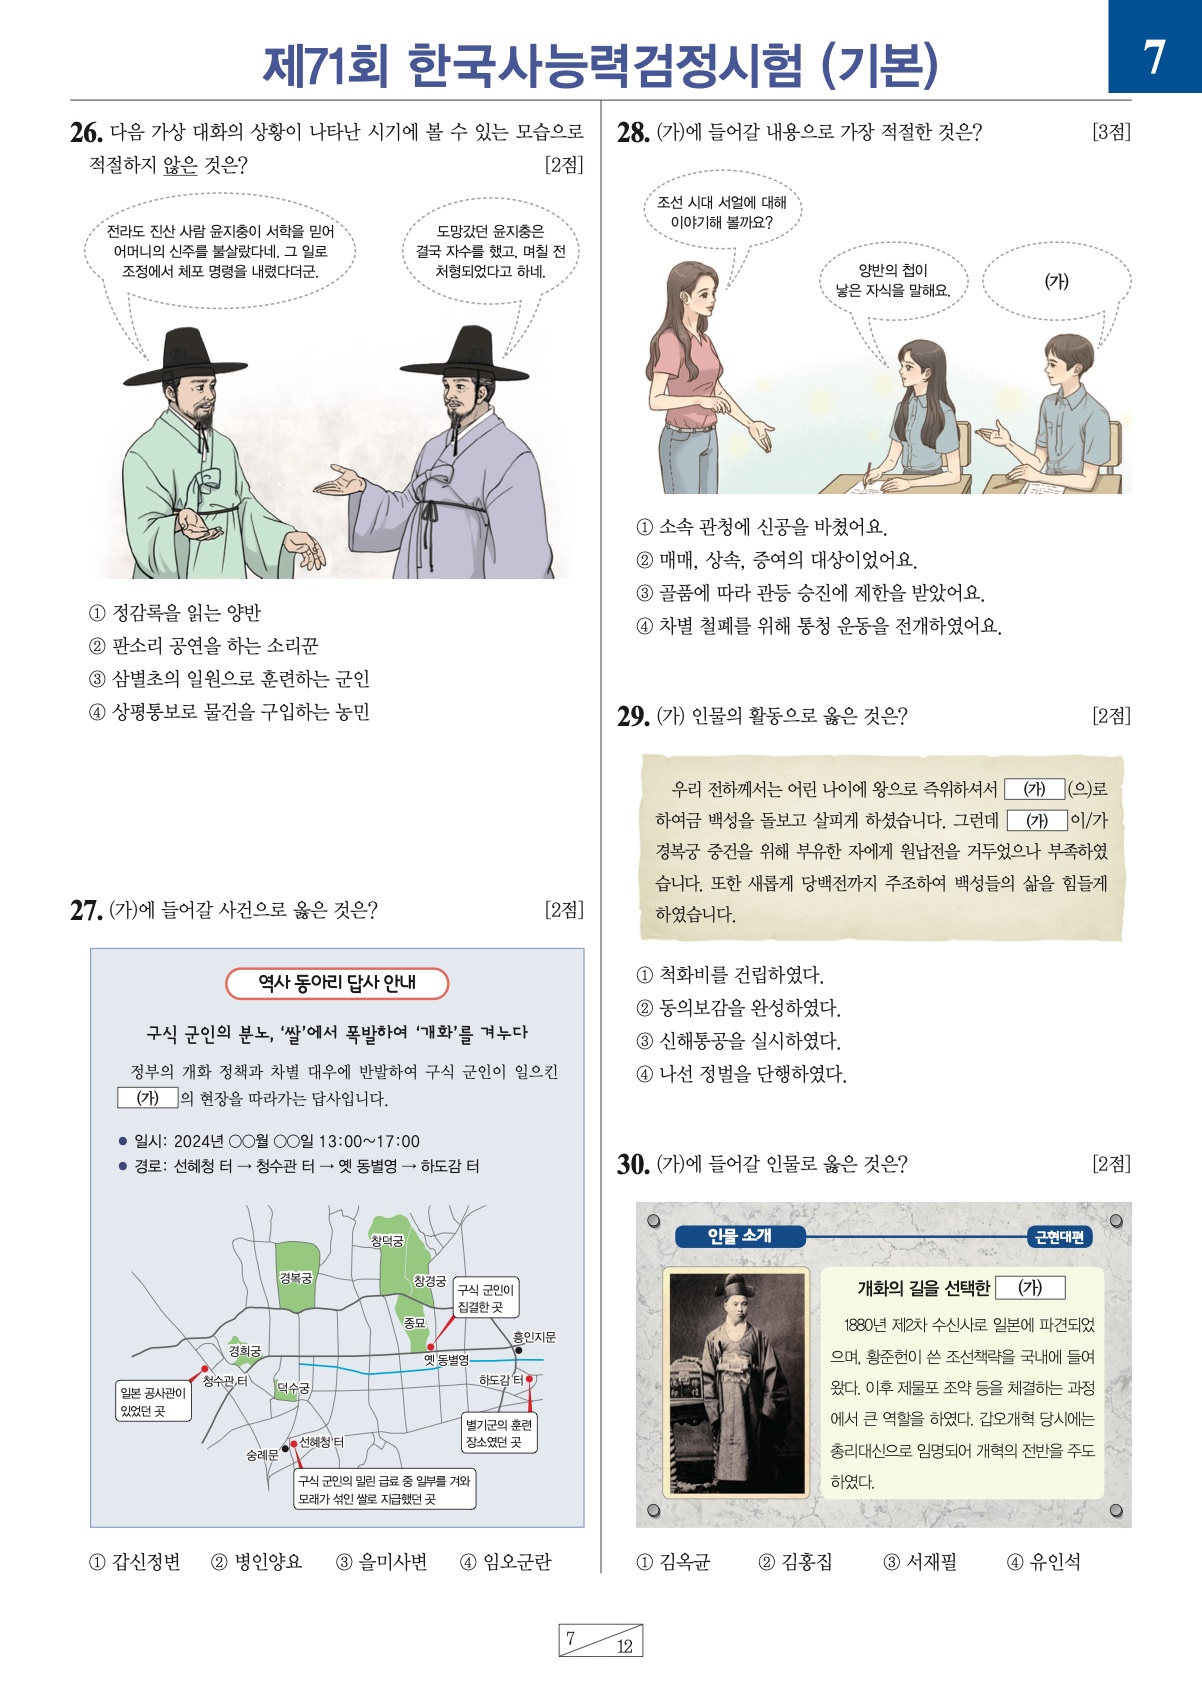 제71회 한국사능력검정시험 (기본)
7
26. 다음 가상 대화의 상황이 나타난 시기에 볼 수 있는 모습으로
적절하지 않은 것은? [2점]
전라도 진산 사람 윤지충이 서학을 믿어
어머니의 신주를 불살랐다네. 그 일로
조정에서 체포 명령을 내렸다더군.
도망갔던 윤지충은
결국 자수를 했고, 며칠 전
처형되었다고 하네.
① 정감록을 읽는 양반
② 판소리 공연을 하는 소리꾼
③ 삼별초의 일원으로 훈련하는 군인
④ 상평통보로 물건을 구입하는 농민
27. (가)에 들어갈 사건으로 옳은 것은? [2점]
역사 동아리 답사 안내
구식 군인의 분노, ‘쌀’에서 폭발하여 ‘개화’를 겨누다
정부의 개화 정책과 차별 대우에 반발하여 구식 군인이 일으킨
(가) 의 현장을 따라가는 답사입니다.
● 일시: 2024년 ○○월 ○○일 13:00～17:00
● 경로: 선혜청 터 → 청수관 터 → 옛 동별영 → 하도감 터
창덕궁
경복궁
창경궁
구식 군인이
집결한 곳
종묘
흥인지문
경희궁
옛 동별영
청수관 터
덕수궁
하도감 터
일본 공사관이
있었던 곳
별기군의 훈련
장소였던 곳
선혜청 터
숭례문
구식 군인의 밀린 급료 중 일부를 겨와
모래가 섞인 쌀로 지급했던 곳
① 갑신정변 ② 병인양요 ③ 을미사변 ④ 임오군란
28. (가)에 들어갈 내용으로 가장 적절한 것은? [3점]
조선 시대 서얼에 대해
이야기해 볼까요?
양반의 첩이
낳은 자식을 말해요.
(가)
① 소속 관청에 신공을 바쳤어요.
② 매매, 상속, 증여의 대상이었어요.
③ 골품에 따라 관등 승진에 제한을 받았어요.
④ 차별 철폐를 위해 통청 운동을 전개하였어요.
29. (가) 인물의 활동으로 옳은 것은? [2점]
우리 전하께서는 어린 나이에 왕으로 즉위하셔서 (가) (으)로
하여금 백성을 돌보고 살피게 하셨습니다. 그런데 (가) 이/가
경복궁 중건을 위해 부유한 자에게 원납전을 거두었으나 부족하였
습니다. 또한 새롭게 당백전까지 주조하여 백성들의 삶을 힘들게
하였습니다.
① 척화비를 건립하였다.
② 동의보감을 완성하였다.
③ 신해통공을 실시하였다.
④ 나선 정벌을 단행하였다.
30. (가)에 들어갈 인물로 옳은 것은? [2점]
인물 소개
근현대편
개화의 길을 선택한 (가)
1880년 제2차 수신사로 일본에 파견되었
으며, 황준헌이 쓴 조선책략을 국내에 들여
왔다. 이후 제물포 조약 등을 체결하는 과정
에서 큰 역할을 하였다. 갑오개혁 당시에는
총리대신으로 임명되어 개혁의 전반을 주도
하였다.
① 김옥균 ② 김홍집 ③ 서재필 ④ 유인석
7
12